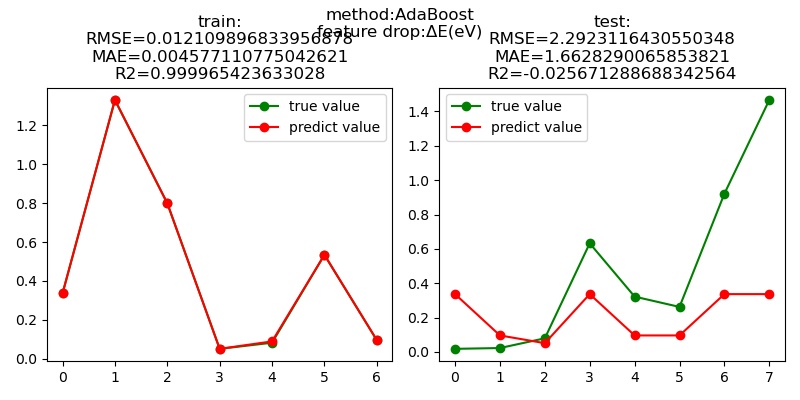 method:AdaBoost
feature drop:ΔE(eV)
train:
RMSE=0.012109896833956878
MAE=0.004577110775042621
R2=0.999965423633028
test:
RMSE=2.2923116430550348
MAE=1.6628290065853821
R2=-0.025671288688342564
true value
predict value
1.2
1.0
0.8
0.6
0.4
0.2
0.0
0 1 2 3 4 5 6
true value
predict value
1.4
1.2
1.0
0.8
0.6
0.4
0.2
0.0
0 1 2 3 4 5 6 7